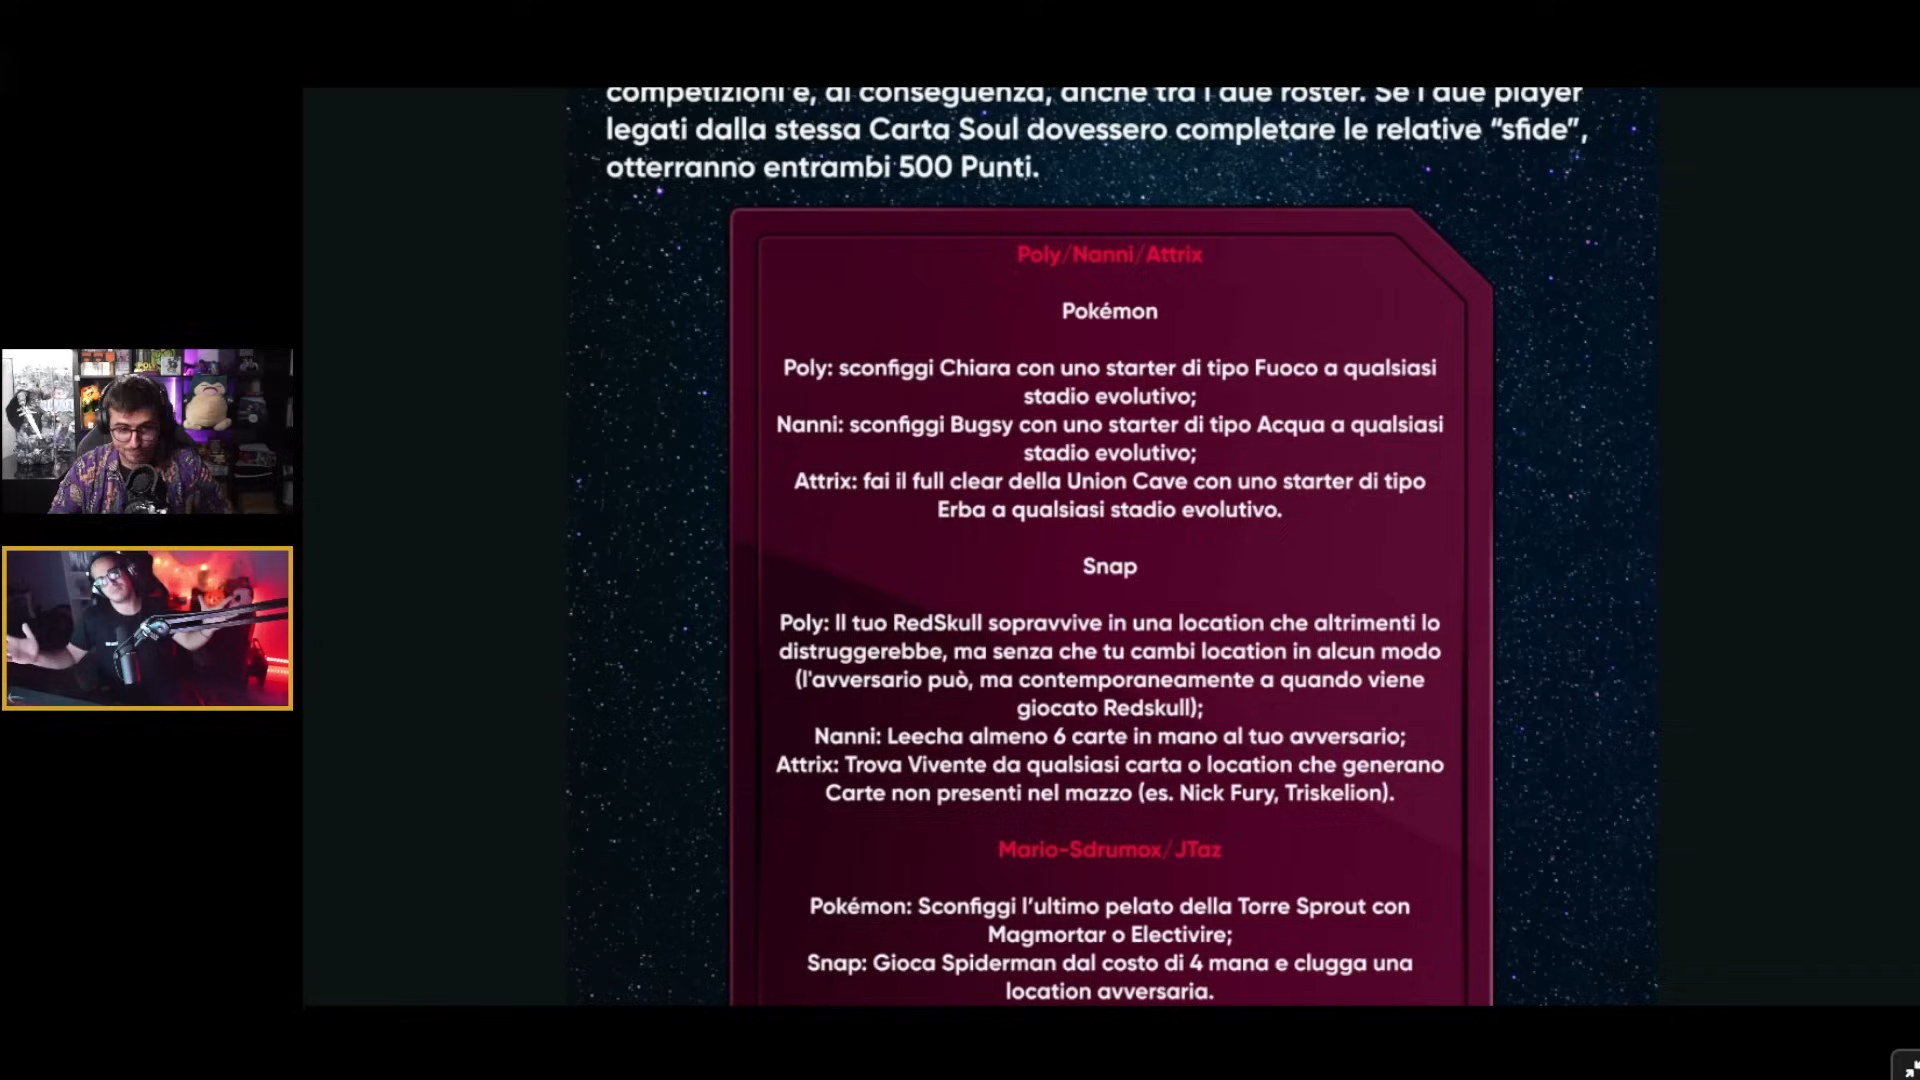 competizioni e, di conseguenza, anche tra i due roster. Se i due player
legati dalla stessa Carta Soul dovessero completare le relative “sfide”,
otterranno entrambi 500 Punti.
Poly/Nanni/Attrix
Pokémon
Poly: sconfiggi Chiara con uno starter di tipo Fuoco a qualsiasi
stadio evolutivo;
Nanni: sconfiggi Bugsy con uno starter di tipo Acqua a qualsiasi
stadio evolutivo;
Attrix: fai il full clear della Union Cave con uno starter di tipo
Erba a qualsiasi stadio evolutivo.
Snap
Poly: Il tuo RedSkull sopravvive in una location che altrimenti lo
distruggerebbe, ma senza che tu cambi location in alcun modo
(l'avversario può, ma contemporaneamente a quando viene
giocato Redskull);
Nanni: Leecha almeno 6 carte in mano al tuo avversario;
Attrix: Trova Vivente da qualsiasi carta o location che generano
Carte non presenti nel mazzo (es. Nick Fury, Triskelion).
Mario-Sdrumox/JTaz
Pokémon: Sconfiggi l’ultimo pelato della Torre Sprout con
Magmortar o Electivire;
Snap: Gioca Spiderman dal costo di 4 mana e clugga una
location avversaria.